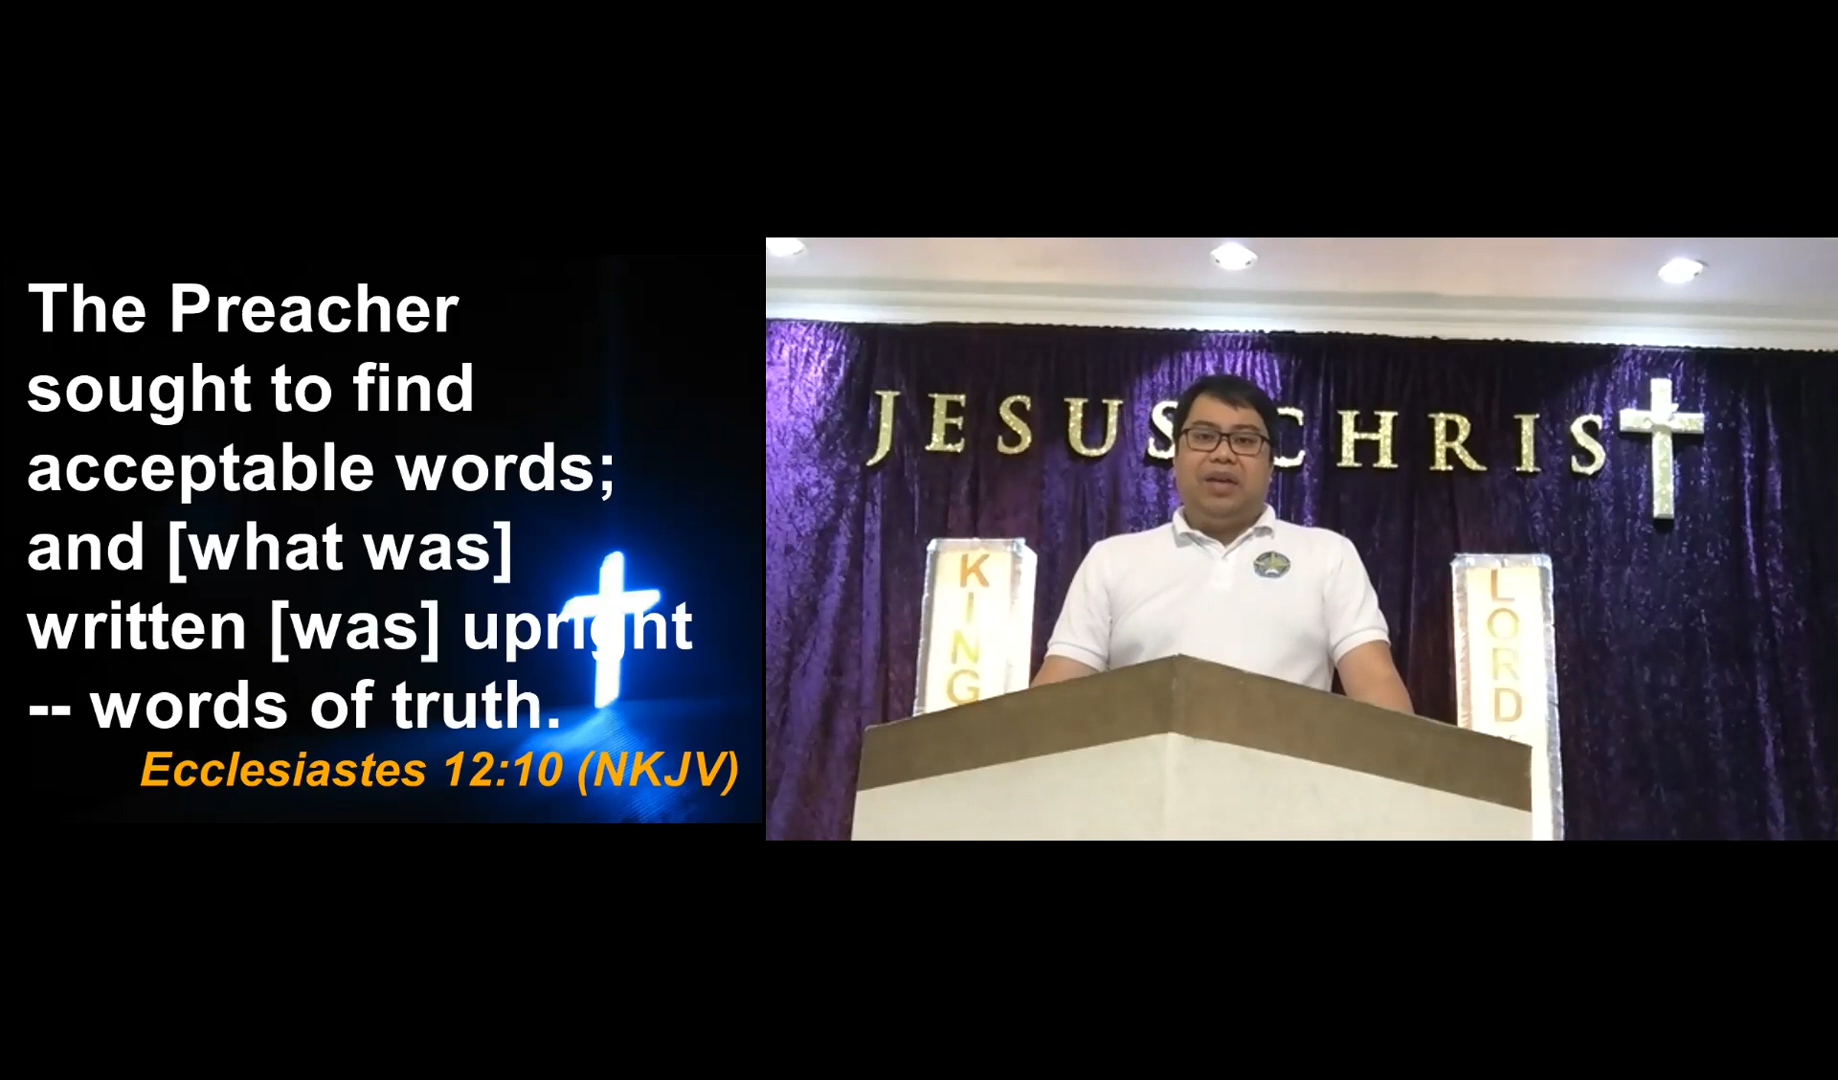 The Preacher
sought to find
acceptable words;
and [what was]
written [was] upright
-- words of truth.
Ecclesiastes 12:10 (NKJV)
JESUS CHRIS
KING
LORD